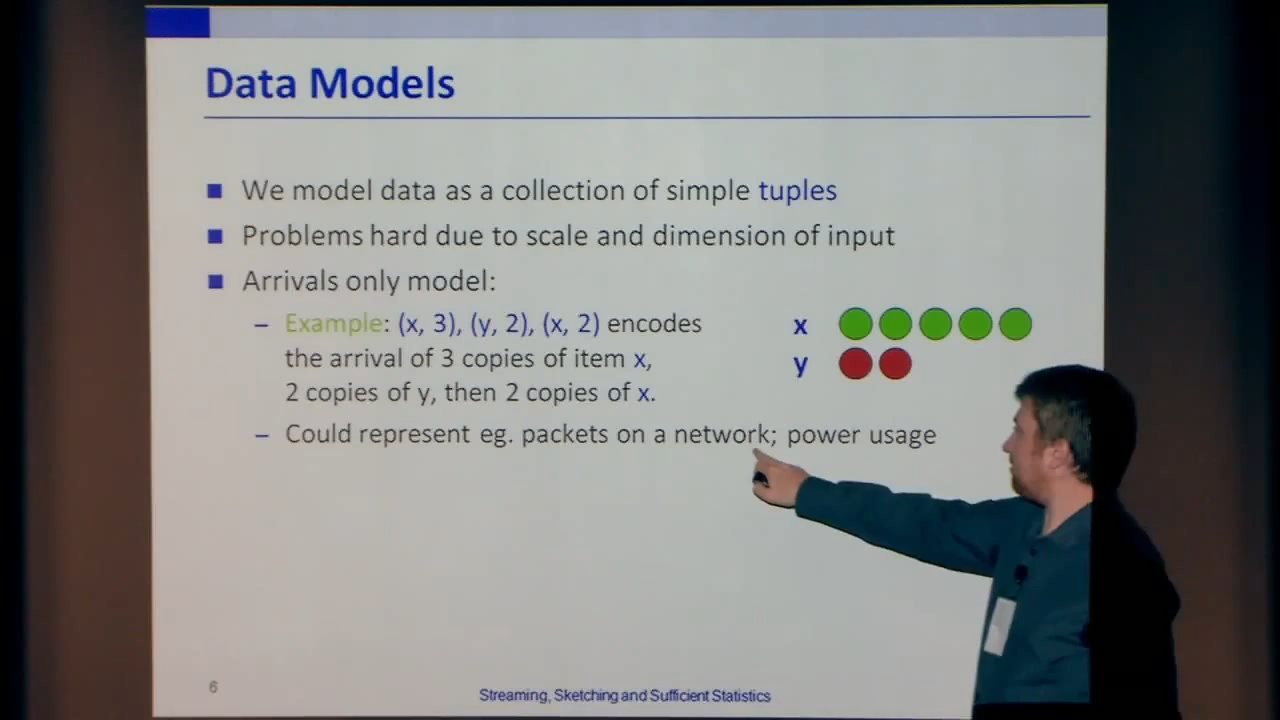 Data Models
We model data as a collection of simple tuples
Problems hard due to scale and dimension of input
Arrivals only model:
– Example: (x, 3), (y, 2), (x, 2) encodes
the arrival of 3 copies of item x,
2 copies of y, then 2 copies of x.
x
y
– Could represent eg. packets on a network; power usage
6
Streaming, Sketching and Sufficient Statistics